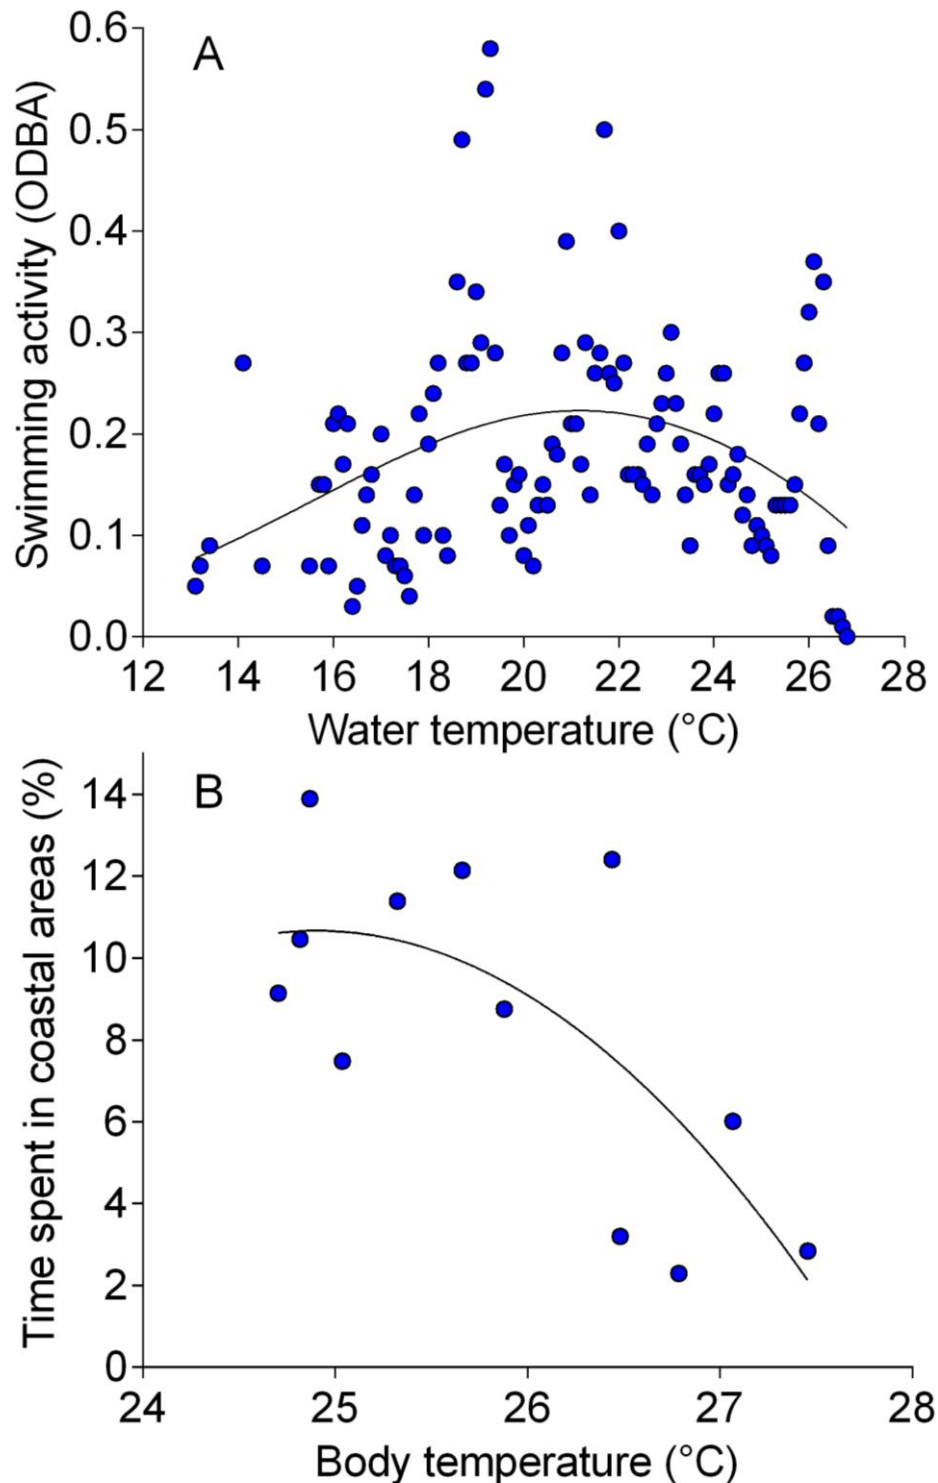 A
Swimming activity (ODBA)
0.6
0.5
0.4
0.3
0.2
0.1
0.0
12 14 16 18 20 22 24 26 28
Water temperature (°C)
B
Time spent in coastal areas (%)
14
12
10
8
6
4
2
0
24 25 26 27 28
Body temperature (°C)